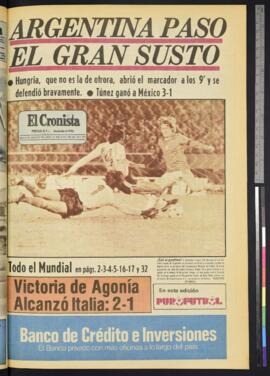 ARGENTINA PASO
EL GRAN SUSTO
● Hungría, que no es la de otrora, abrió el marcador a los 9' y se
defendió bravamente. ● Túnez ganó a México 3-1
El Cronista
Todo el Mundial en págs. 2-3-4-5-16-17 y 32
Victoria de Agonía
Alcanzó Italia: 2-1
En esta edición
PURO FUTBOL
Banco de Crédito e Inversiones
El Banco privado con más oficinas a lo largo del país.